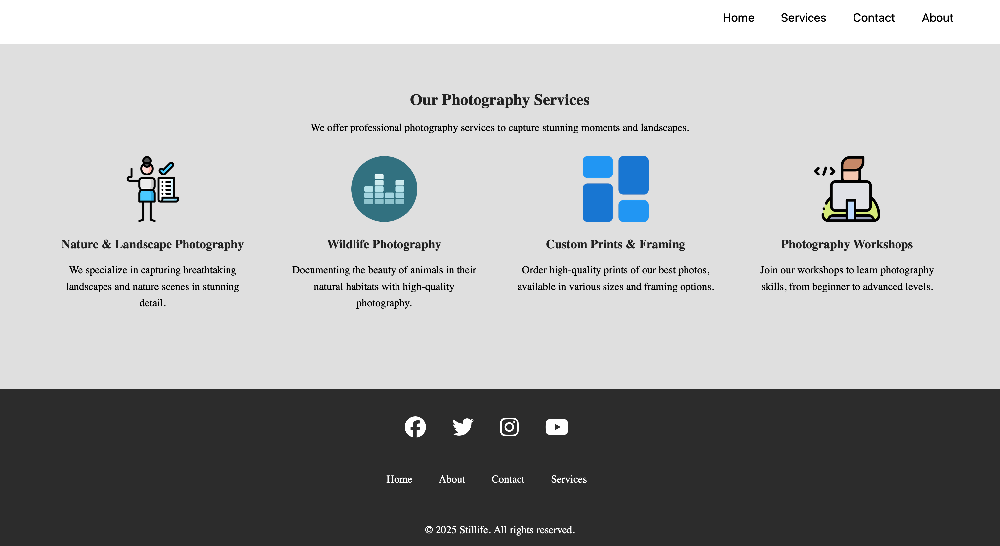 Home Services Contact About
Our Photography Services
We offer professional photography services to capture stunning moments and landscapes.
Nature & Landscape Photography
We specialize in capturing breathtaking
landscapes and nature scenes in stunning
detail.
Wildlife Photography
Documenting the beauty of animals in their
natural habitats with high-quality
photography.
Custom Prints & Framing
Order high-quality prints of our best photos,
available in various sizes and framing options.
</>
Photography Workshops
Join our workshops to learn photography
skills, from beginner to advanced levels.
Home About Contact Services
© 2025 Stillife. All rights reserved.